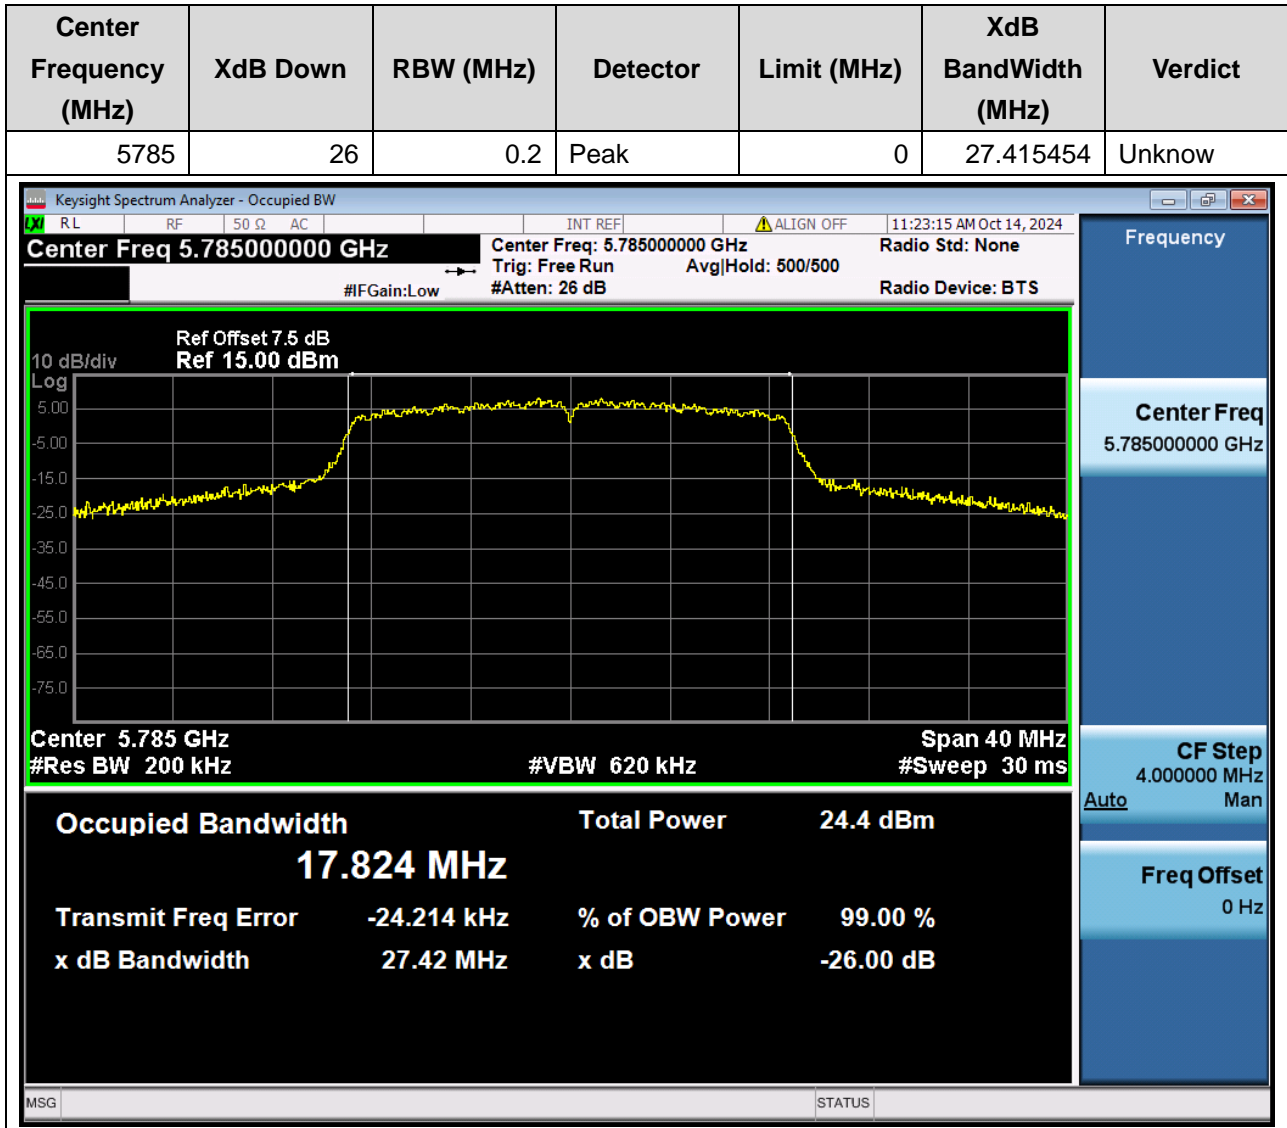 Center Frequency (MHz) XdB Down RBW (MHz) Detector Limit (MHz) XdB BandWidth (MHz) Verdict
5785 26 0.2 Peak 0 27.415454 Unknow
Keysight Spectrum Analyzer - Occupied BW
LXI RL RF 50 Ω AC INT REF ALIGN OFF 11:23:15 AM Oct 14, 2024
Center Freq 5.785000000 GHz Center Freq: 5.785000000 GHz Radio Std: None
Trig: Free Run Avg|Hold: 500/500
#IFGain:Low #Atten: 26 dB Radio Device: BTS
Ref Offset 7.5 dB
10 dB/div Ref 15.00 dBm
Log
5.00
-5.00
-15.0
-25.0
-35.0
-45.0
-55.0
-65.0
-75.0
Center 5.785 GHz Span 40 MHz
#Res BW 200 kHz #VBW 620 kHz #Sweep 30 ms
Occupied Bandwidth Total Power 24.4 dBm
17.824 MHz
Transmit Freq Error -24.214 kHz % of OBW Power 99.00 %
x dB Bandwidth 27.42 MHz x dB -26.00 dB
Frequency
Center Freq
5.785000000 GHz
CF Step
4.000000 MHz
Auto Man
Freq Offset
0 Hz
MSG STATUS